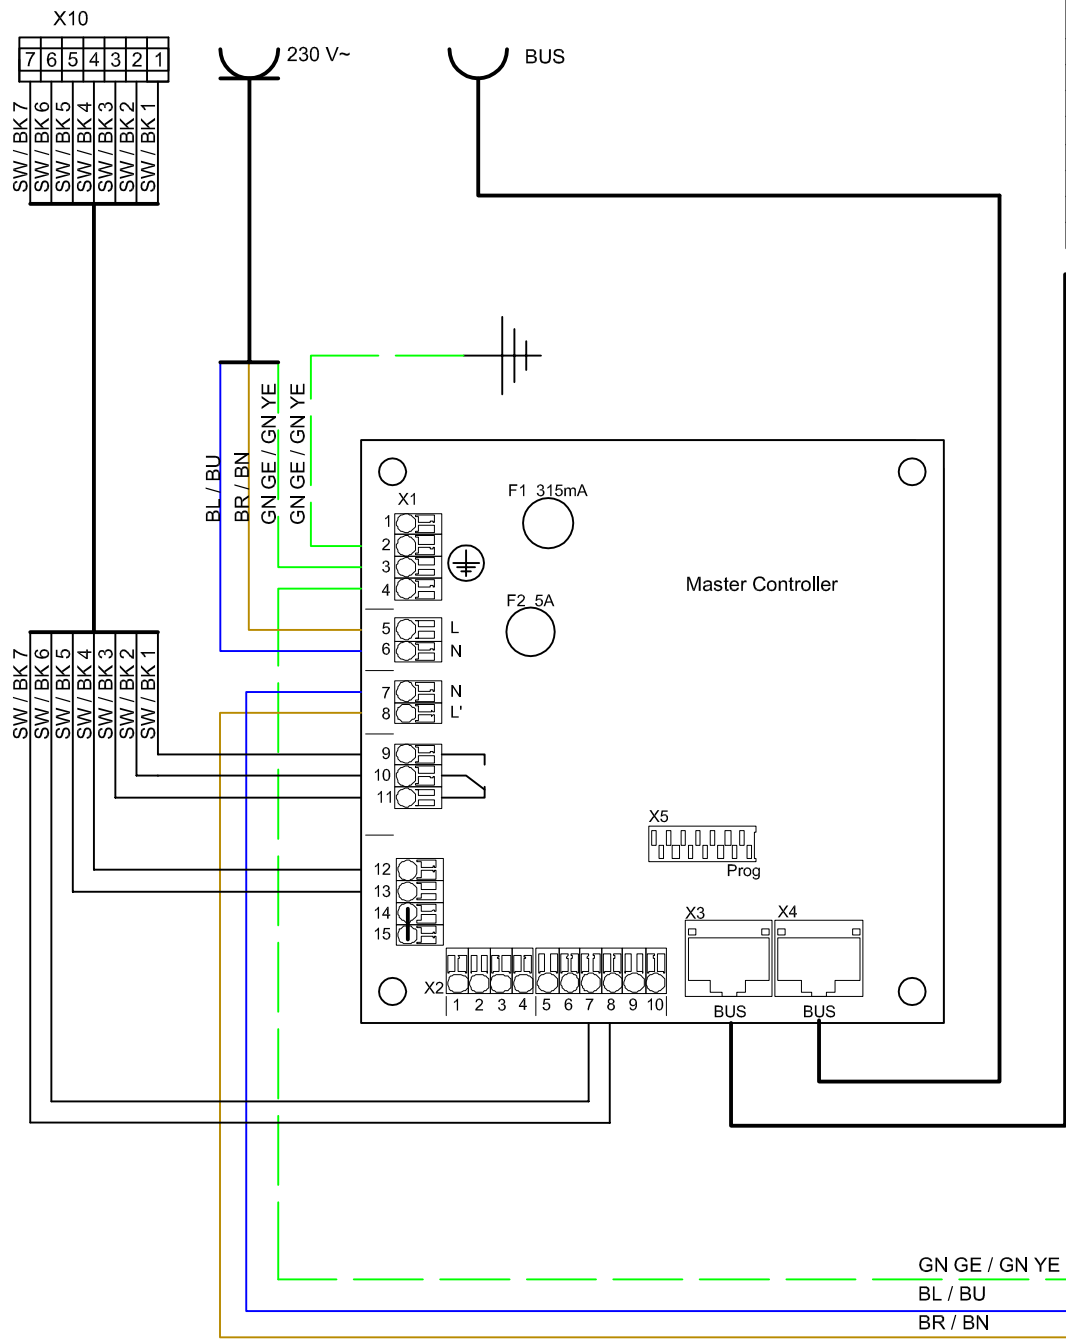 X10
230 V~
BUS
7 6 5 4 3 2 1
SW / BK 7
SW / BK 6
SW / BK 5
SW / BK 4
SW / BK 3
SW / BK 2
SW / BK 1
BL / BU
BR / BN
GN GE / GN YE
GN GE / GN YE
X1
F1 315mA
1
2
3
4
F2 5A
Master Controller
5 L
6 N
7 N
8 L'
9
10
11
12
13
14
15
SW / BK 7
SW / BK 6
SW / BK 5
SW / BK 4
SW / BK 3
SW / BK 2
SW / BK 1
X5
Prog
X3 X4
X2
1 2 3 4 5 6 7 8 9 10
BUS BUS
GN GE / GN YE
BL / BU
BR / BN